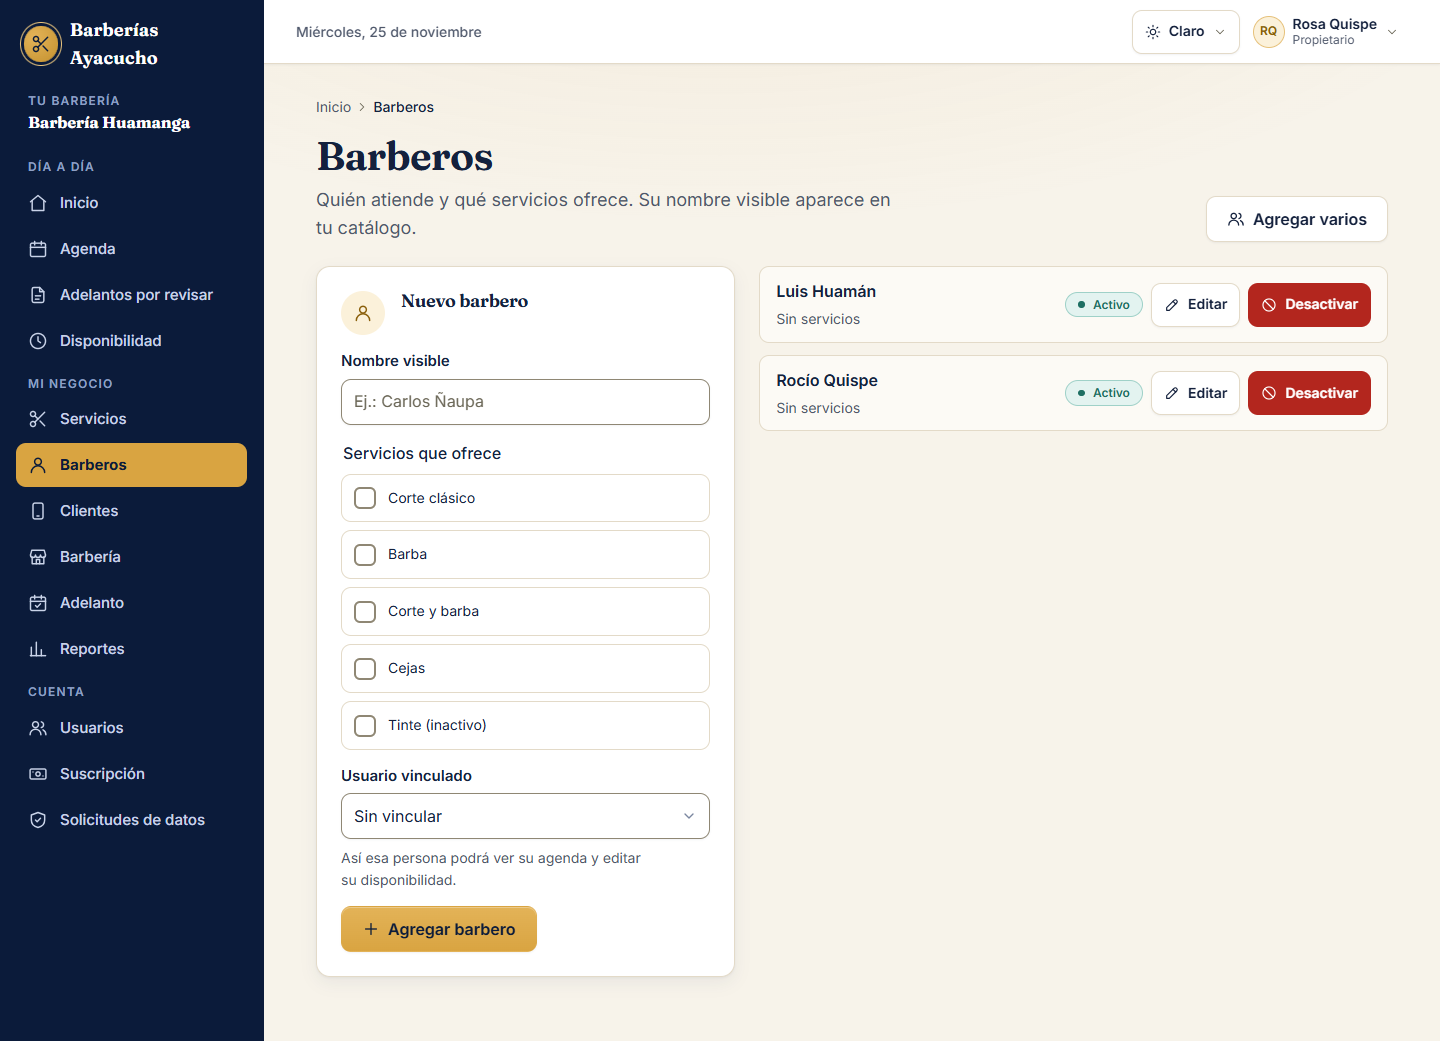 Barberías
Ayacucho
TU BARBERÍA
Barbería Huamanga
DÍA A DÍA
Inicio
Agenda
Adelantos por revisar
Disponibilidad
MI NEGOCIO
Servicios
Barberos
Clientes
Barbería
Adelanto
Reportes
CUENTA
Usuarios
Suscripción
Solicitudes de datos
Miércoles, 25 de noviembre
Claro
RQ
Rosa Quispe
Propietario
Inicio > Barberos
Barberos
Quién atiende y qué servicios ofrece. Su nombre visible aparece en
tu catálogo.
Agregar varios
Nuevo barbero
Nombre visible
Ej.: Carlos Ñaupa
Servicios que ofrece
Corte clásico
Barba
Corte y barba
Cejas
Tinte (inactivo)
Usuario vinculado
Sin vincular
Así esa persona podrá ver su agenda y editar
su disponibilidad.
Agregar barbero
Luis Huamán
Sin servicios
Activo
Editar
Desactivar
Rocío Quispe
Sin servicios
Activo
Editar
Desactivar